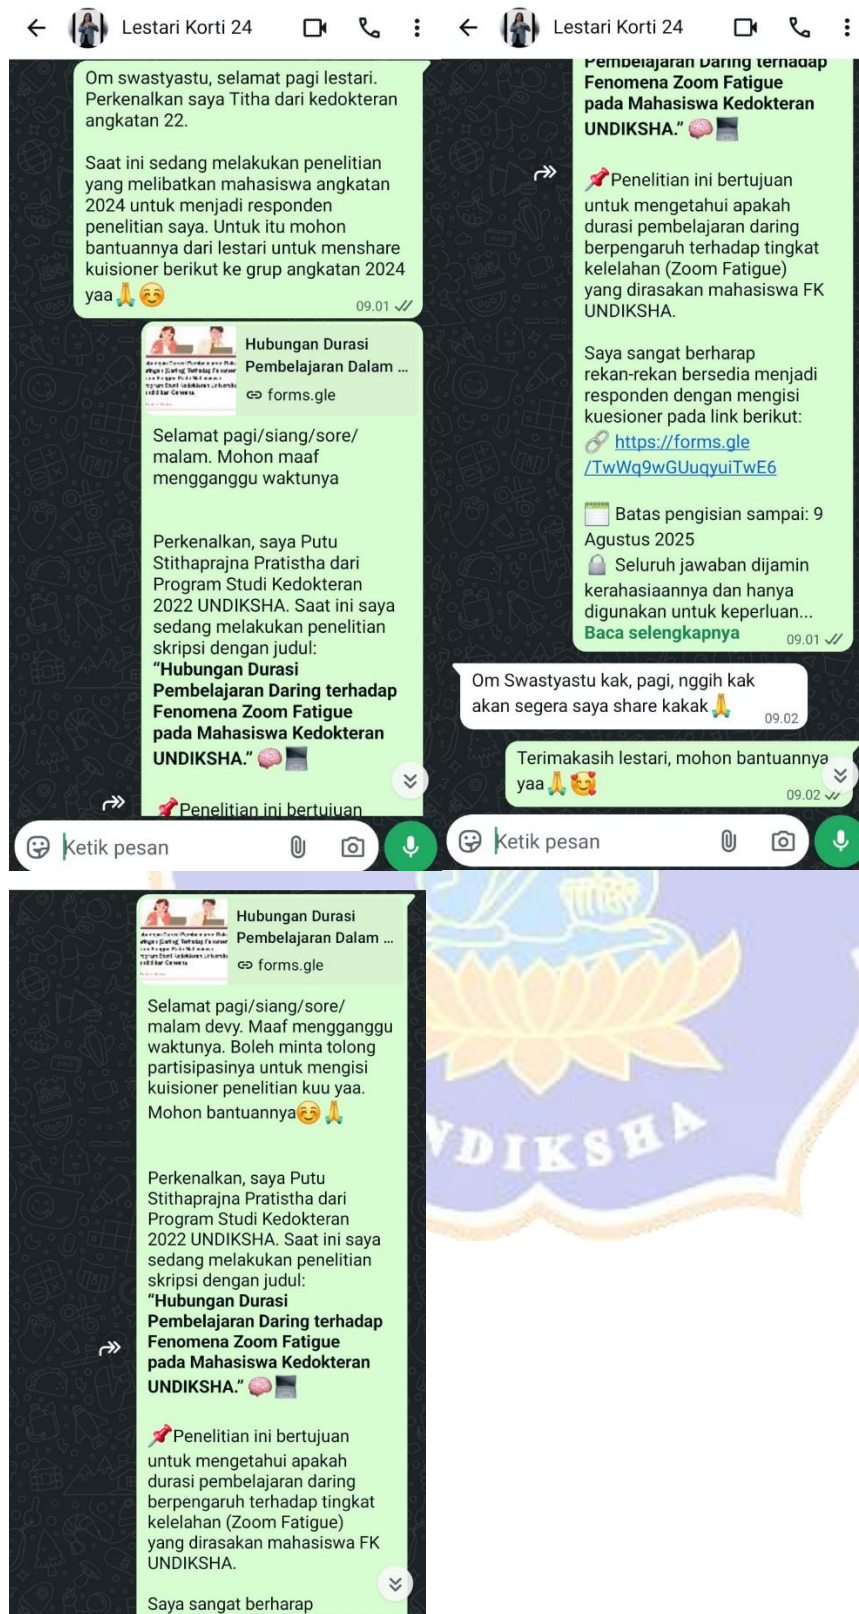 Lestari Korti 24
Om swastyastu, selamat pagi lestari.
Perkenalkan saya Titha dari kedokteran
angkatan 22.
Saat ini sedang melakukan penelitian
yang melibatkan mahasiswa angkatan
2024 untuk menjadi responden
penelitian saya. Untuk itu mohon
bantuannya dari lestari untuk menshare
kuisioner berikut ke grup angkatan 2024
yaa🙏☺️
09.01
Hubungan Durasi
Pembelajaran Dalam ...
forms.gle
Selamat pagi/siang/sore/
malam. Mohon maaf
mengganggu waktunya
Perkenalkan, saya Putu
Stithaprajna Pratistha dari
Program Studi Kedokteran
2022 UNDIKSHA. Saat ini saya
sedang melakukan penelitian
skripsi dengan judul:
“Hubungan Durasi
Pembelajaran Daring terhadap
Fenomena Zoom Fatigue
pada Mahasiswa Kedokteran
UNDIKSHA.” 🧠💻
📌Penelitian ini bertujuan
Ketik pesan
Lestari Korti 24
Pembelajaran Daring terhadap
Fenomena Zoom Fatigue
pada Mahasiswa Kedokteran
UNDIKSHA.” 🧠💻
📌Penelitian ini bertujuan
untuk mengetahui apakah
durasi pembelajaran daring
berpengaruh terhadap tingkat
kelelahan (Zoom Fatigue)
yang dirasakan mahasiswa FK
UNDIKSHA.
Saya sangat berharap
rekan-rekan bersedia menjadi
responden dengan mengisi
kuesioner pada link berikut:
🔗 https://forms.gle
/TwWq9wGUuqyuiTwE6
🗓️ Batas pengisian sampai: 9
Agustus 2025
🔒 Seluruh jawaban dijamin
kerahasiaannya dan hanya
digunakan untuk keperluan...
Baca selengkapnya
09.01
Om Swastyastu kak, pagi, nggih kak
akan segera saya share kakak🙏
09.02
Terimakasih lestari, mohon bantuannya
yaa🙏🥰
09.02
Ketik pesan
Hubungan Durasi
Pembelajaran Dalam ...
forms.gle
Selamat pagi/siang/sore/
malam devy. Maaf mengganggu
waktunya. Boleh minta tolong
partisipasinya untuk mengisi
kuisioner penelitian kuu yaa.
Mohon bantuannya☺️🙏
Perkenalkan, saya Putu
Stithaprajna Pratistha dari
Program Studi Kedokteran
2022 UNDIKSHA. Saat ini saya
sedang melakukan penelitian
skripsi dengan judul:
“Hubungan Durasi
Pembelajaran Daring terhadap
Fenomena Zoom Fatigue
pada Mahasiswa Kedokteran
UNDIKSHA.” 🧠💻
📌Penelitian ini bertujuan
untuk mengetahui apakah
durasi pembelajaran daring
berpengaruh terhadap tingkat
kelelahan (Zoom Fatigue)
yang dirasakan mahasiswa FK
UNDIKSHA.
Saya sangat berharap
NDIKSHA